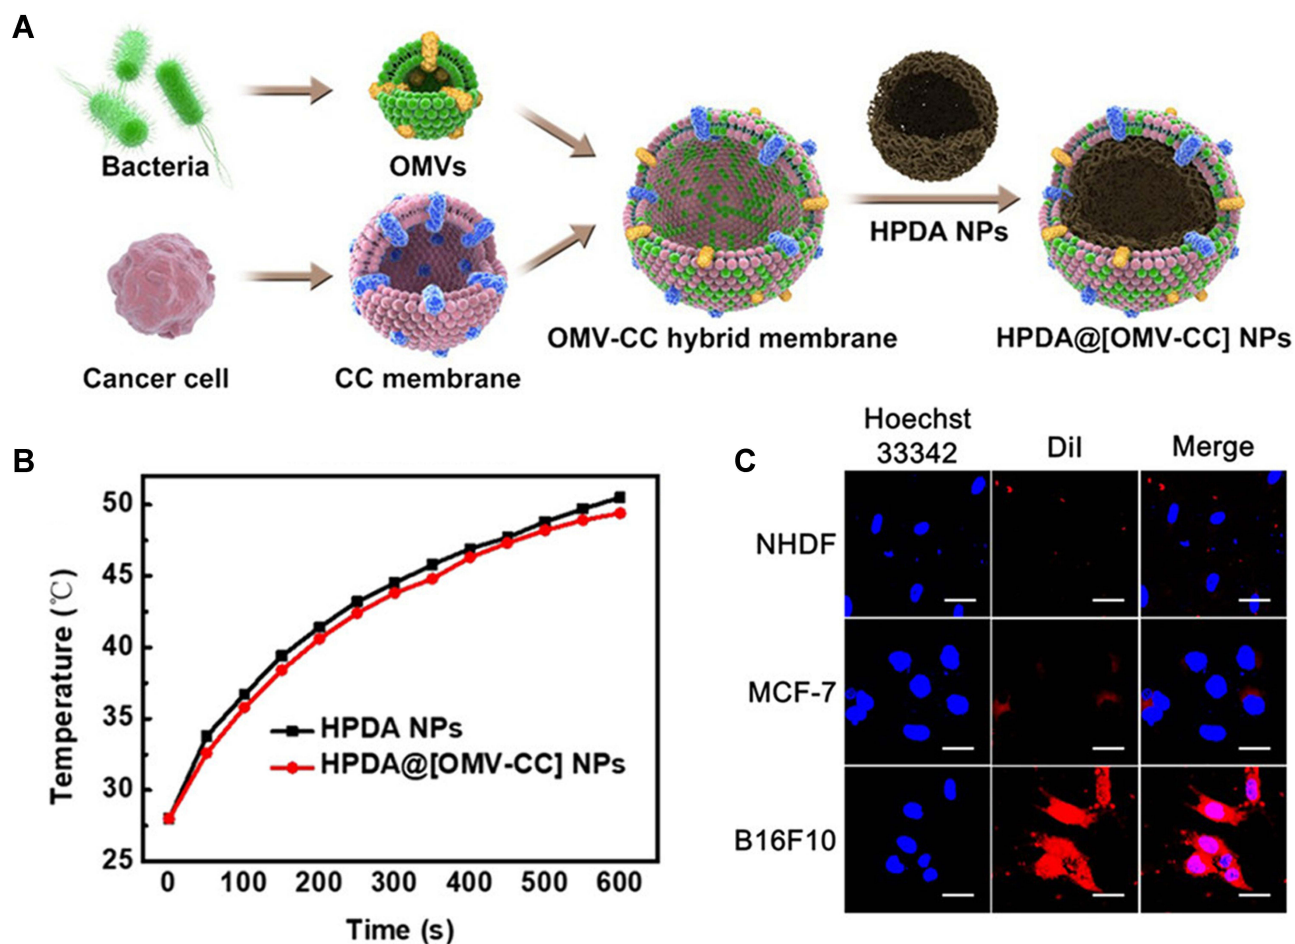 A
Bacteria
OMVs
Cancer cell
CC membrane
OMV-CC hybrid membrane
HPDA NPs
HPDA@[OMV-CC] NPs
B
Temperature (℃)
50
45
40
35
30
25
HPDA NPs
HPDA@[OMV-CC] NPs
0 100 200 300 400 500 600
Time (s)
C
Hoechst
33342
DiI
Merge
NHDF
MCF-7
B16F10